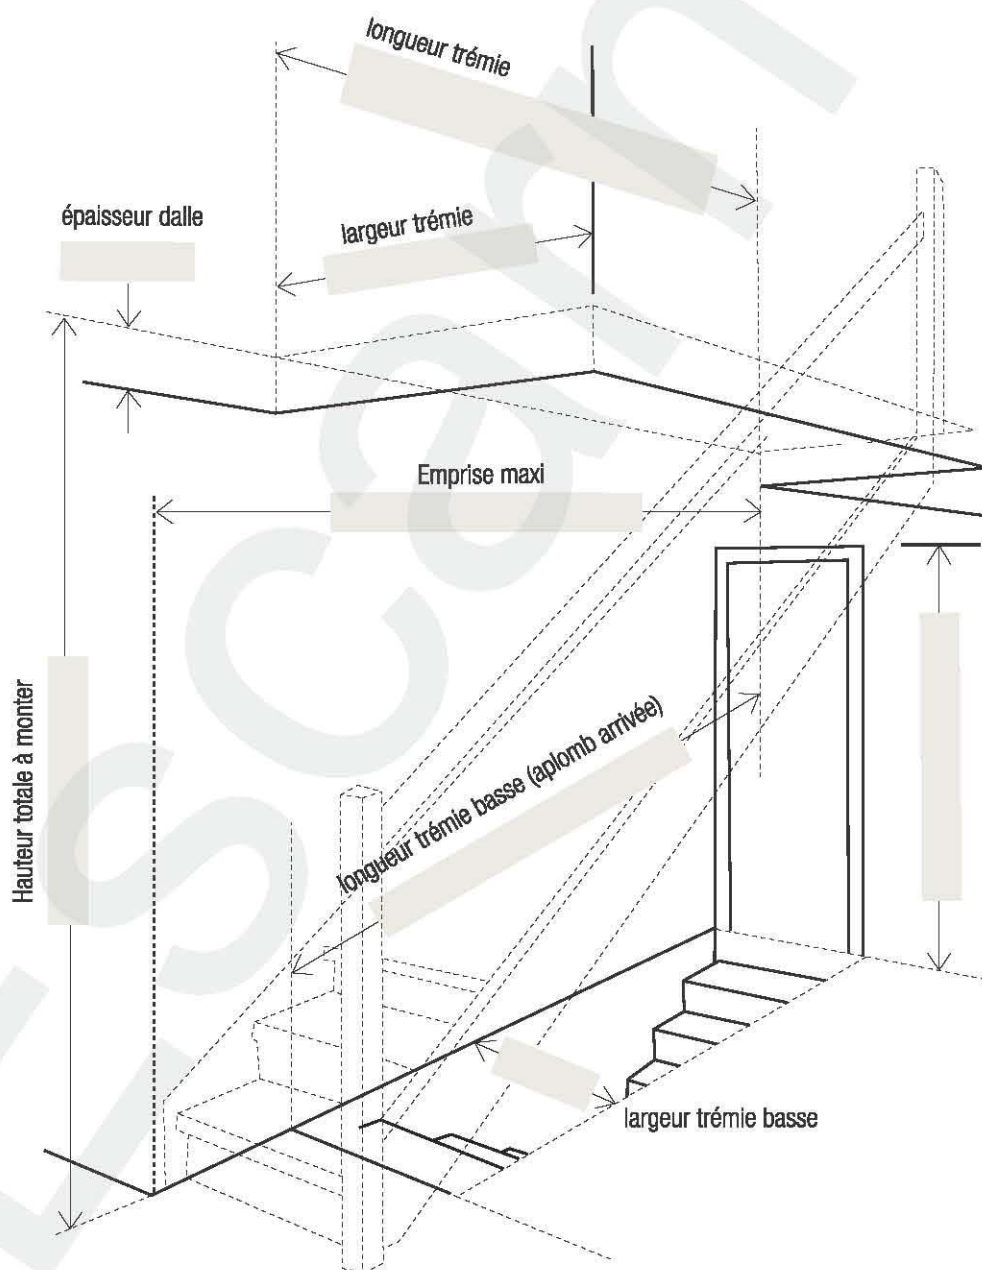 longueur trémie
largeur trémie
épaisseur dalle
Emprise maxi
Hauteur totale à monter
longueur trémie basse (aplomb arrivée)
largeur trémie basse
Escarn